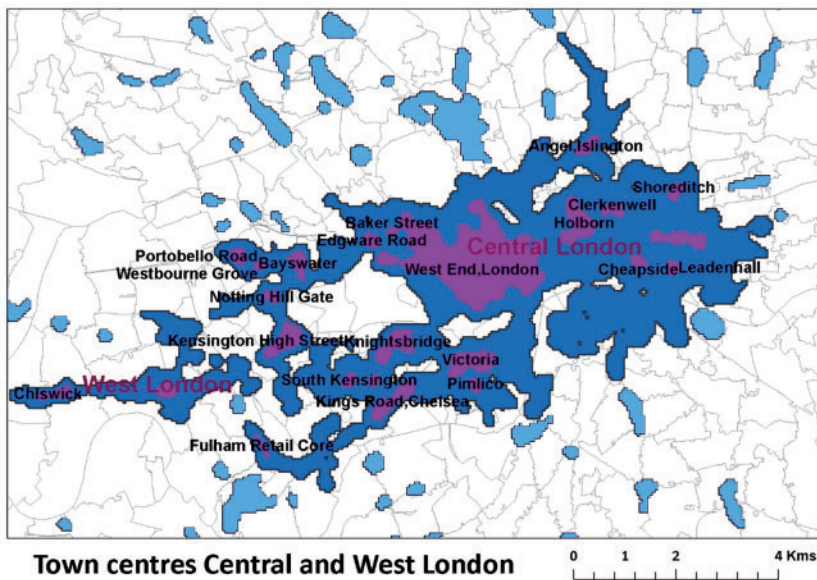 Angel,Islington
Shoreditch
Clerkenwell
Baker Street
Holborn
Edgware Road
Central London
Portobello Road
Bayswater
West End,London
Cheapside
Leadenhall
Westbourne Grove
Notting Hill Gate
Kensington High Street
Knightsbridge
Victoria
South Kensington
Pimlico
West London
Chiswick
Kings Road,Chelsea
Fulham Retail Core
Town centres Central and West London
0 1 2 4 Kms